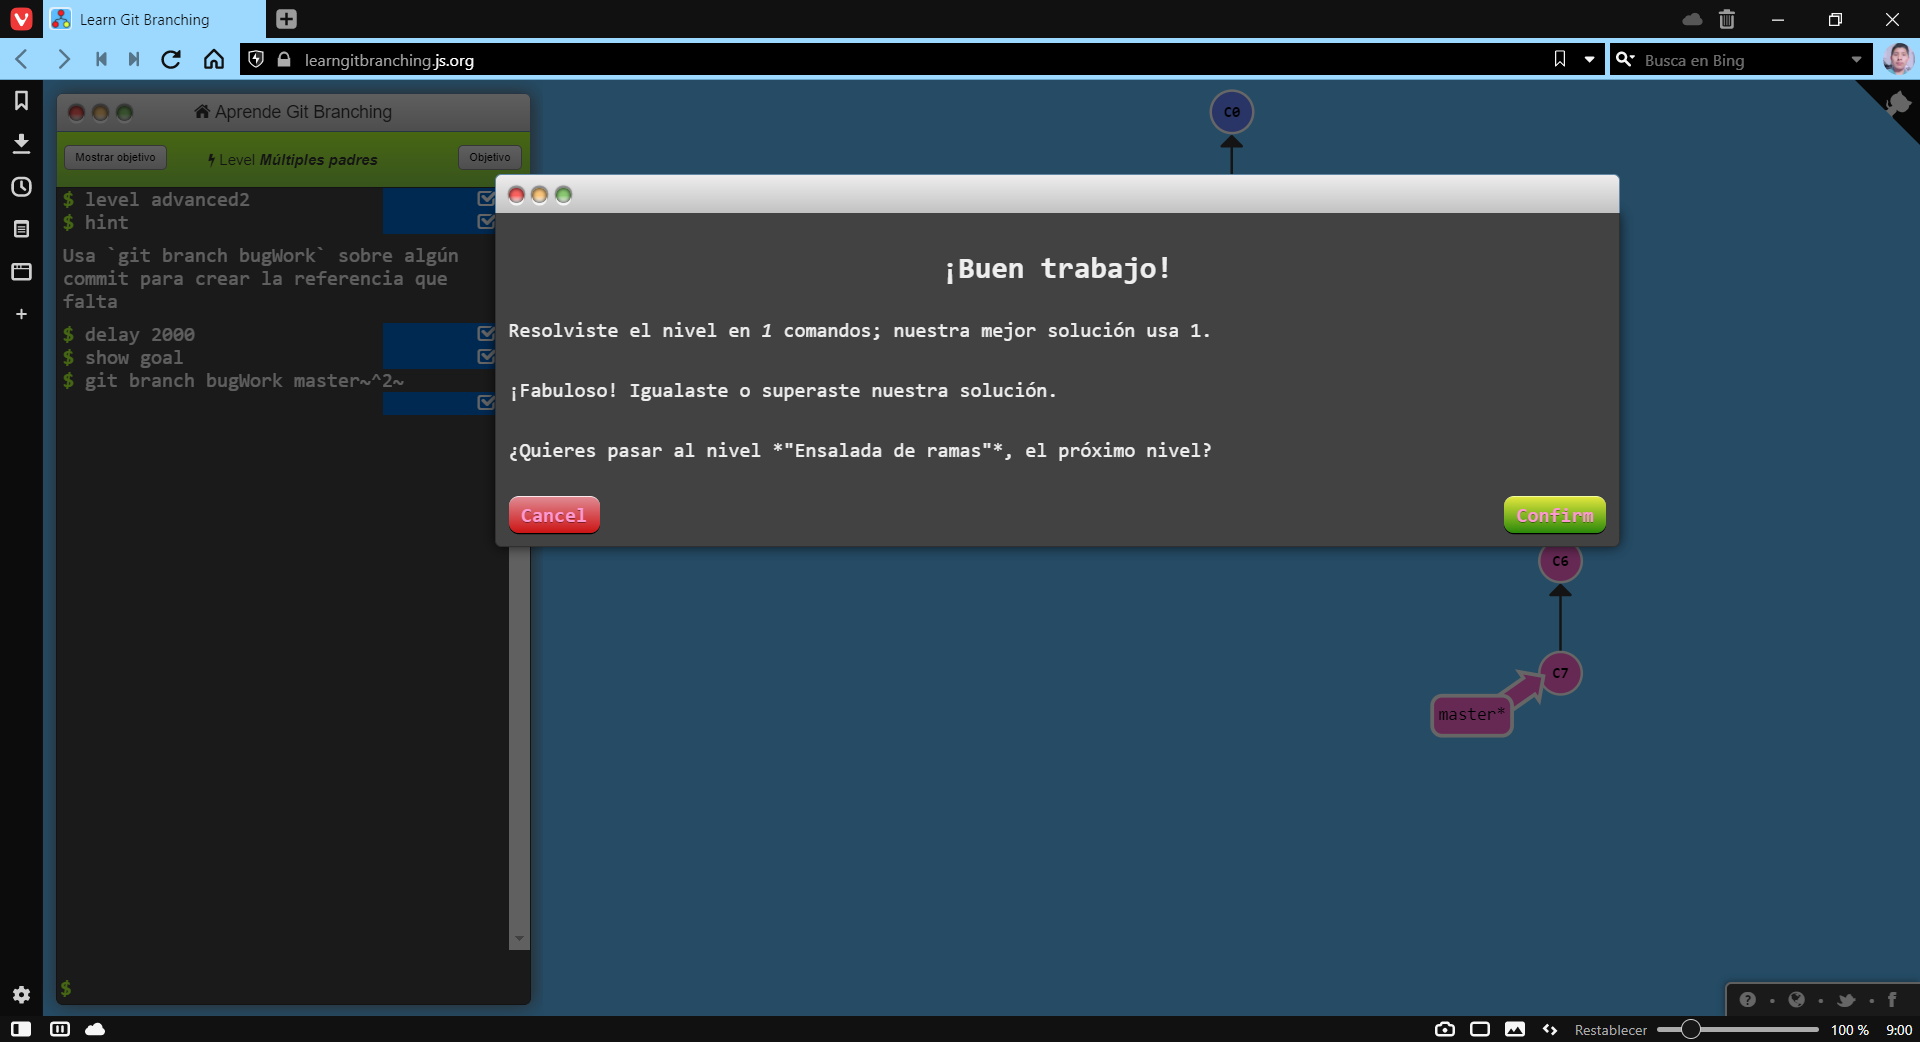 Learn Git Branching
learngitbranching.js.org
Busca en Bing
Aprende Git Branching
Mostrar objetivo
Level Múltiples padres
Objetivo
$ level advanced2
$ hint
Usa `git branch bugWork` sobre algún
commit para crear la referencia que
falta
$ delay 2000
$ show goal
$ git branch bugWork master~^2~
$
C0
¡Buen trabajo!
Resolviste el nivel en 1 comandos; nuestra mejor solución usa 1.
¡Fabuloso! Igualaste o superaste nuestra solución.
¿Quieres pasar al nivel *"Ensalada de ramas"*, el próximo nivel?
Cancel
Confirm
C6
C7
master*
Restablecer
100 %
9:00